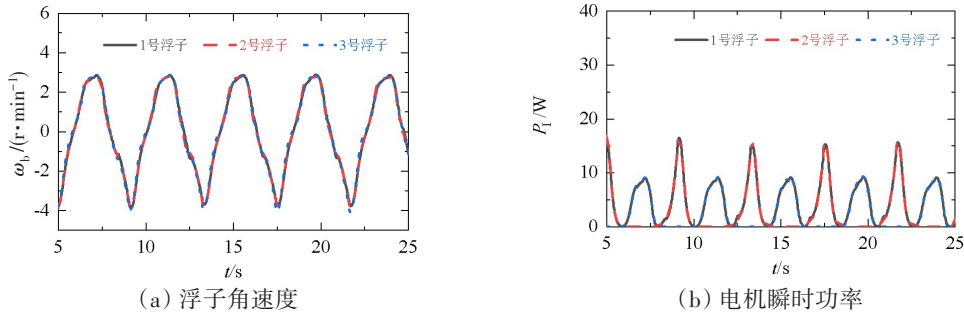 6
4
2
0
-2
-4
ω_b/(r·min⁻¹)
1号浮子 2号浮子 3号浮子
5 10 15 20 25
t/s
(a) 浮子角速度
40
30
20
10
0
P_I/W
1号浮子 2号浮子 3号浮子
5 10 15 20 25
t/s
(b) 电机瞬时功率